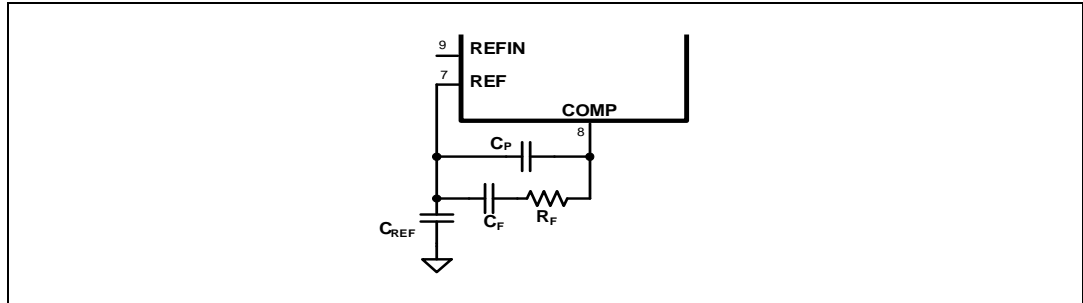 9 REFIN
7 REF
COMP
8
CP
CF
RF
CREF